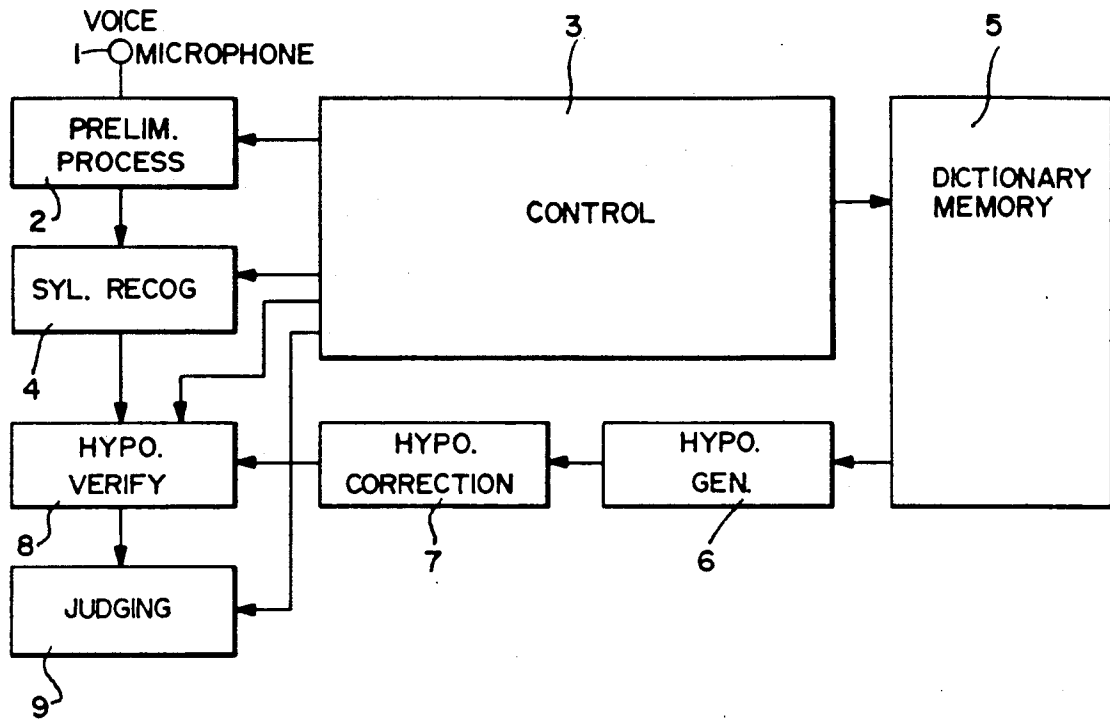 VOICE
1 MICROPHONE
3
5
PRELIM.
PROCESS
2
CONTROL
DICTIONARY
MEMORY
SYL. RECOG
4
HYPO.
VERIFY
8
HYPO.
CORRECTION
7
HYPO.
GEN.
6
JUDGING
9